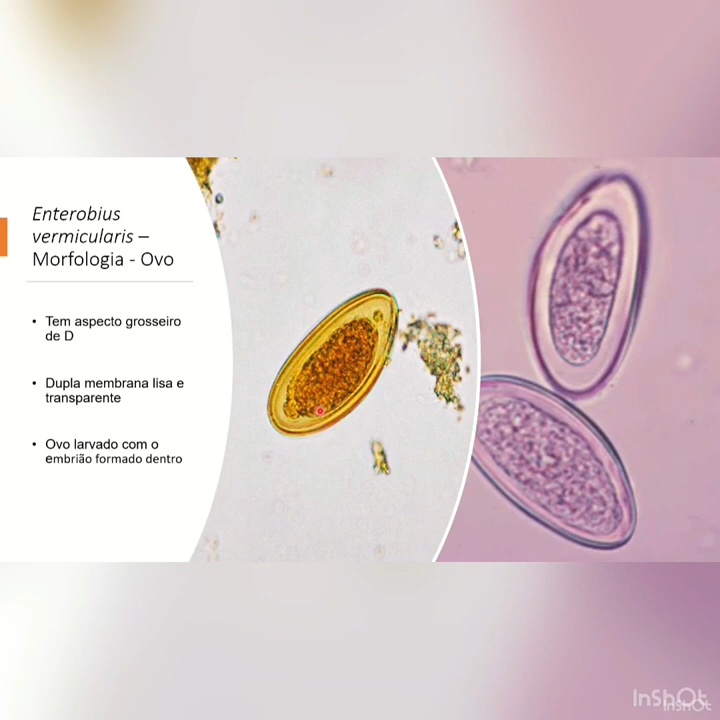 Enterobius
vermicularis –
Morfologia - Ovo
• Tem aspecto grosseiro
de D
• Dupla membrana lisa e
transparente
• Ovo larvado com o
embrião formado dentro
InShOt
InShOt